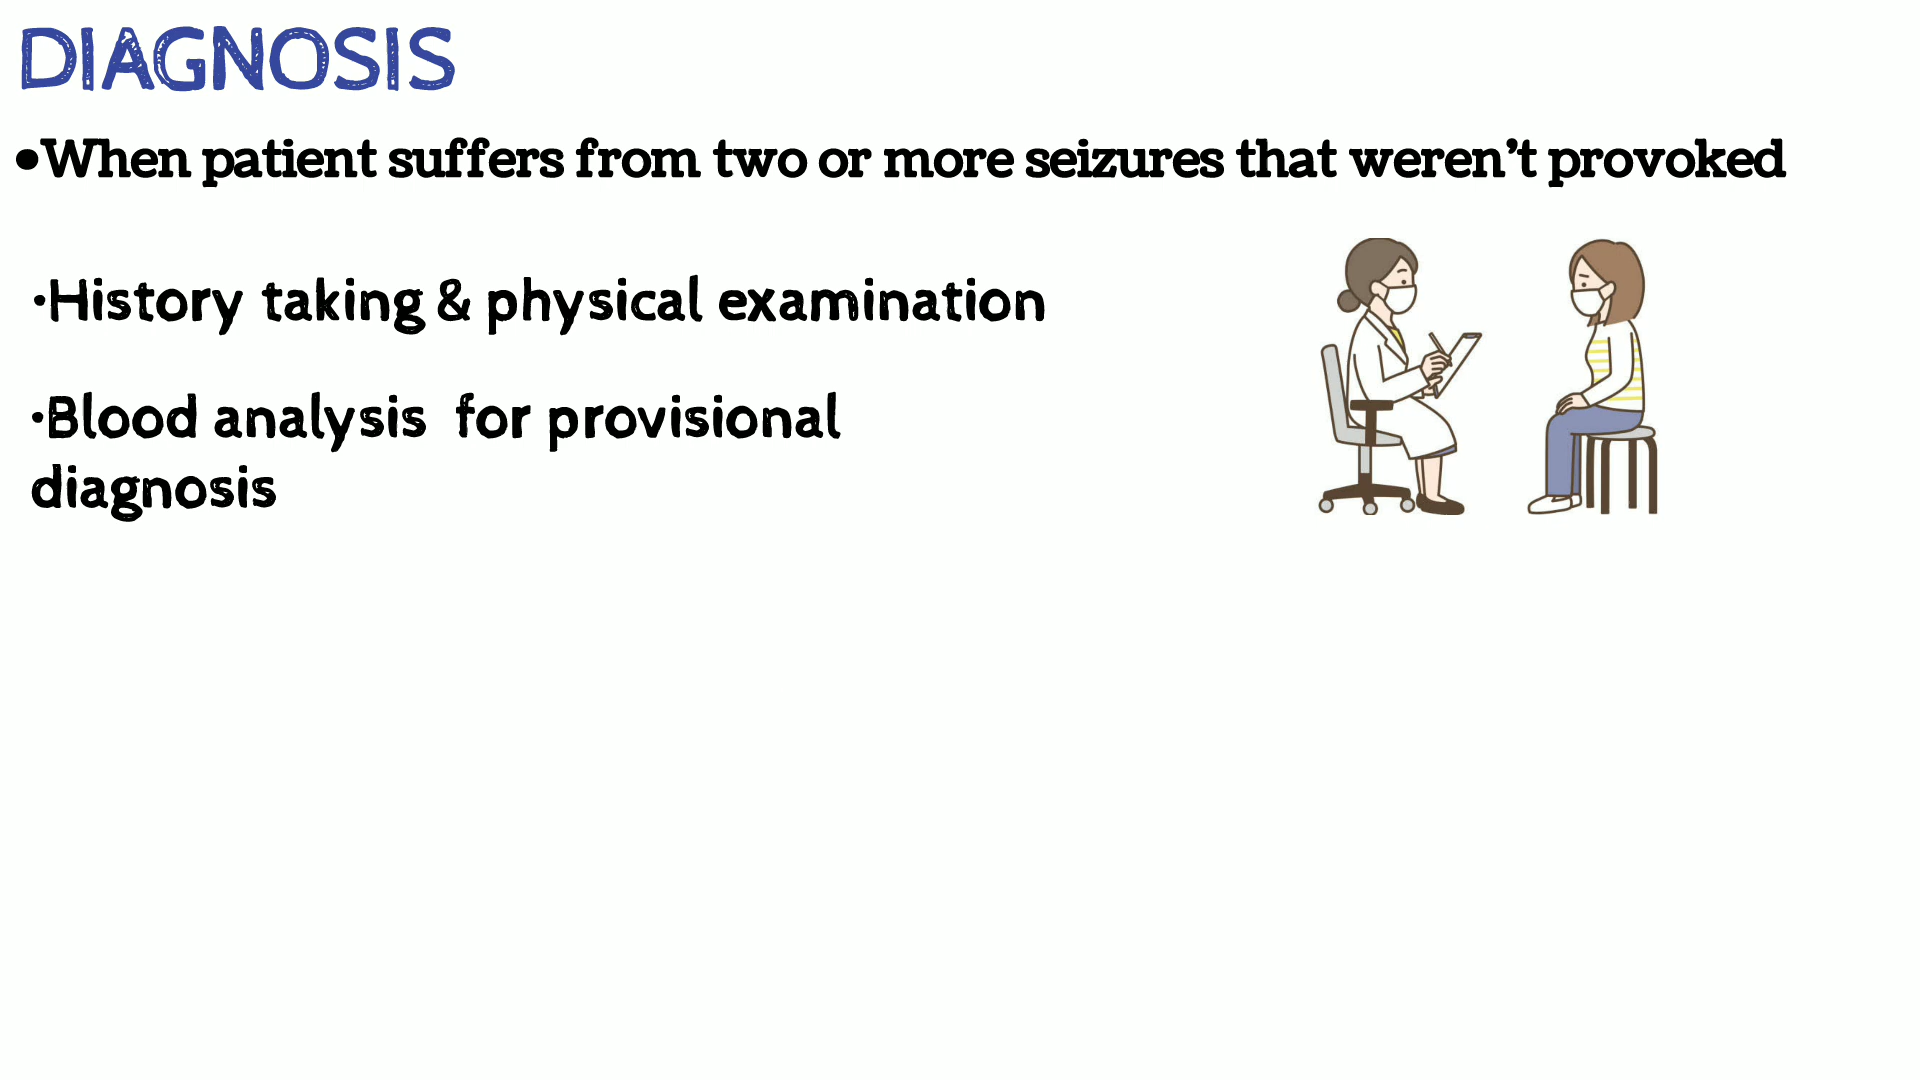 DIAGNOSIS
•When patient suffers from two or more seizures that weren’t provoked
·History taking & physical examination
·Blood analysis  for provisional
diagnosis